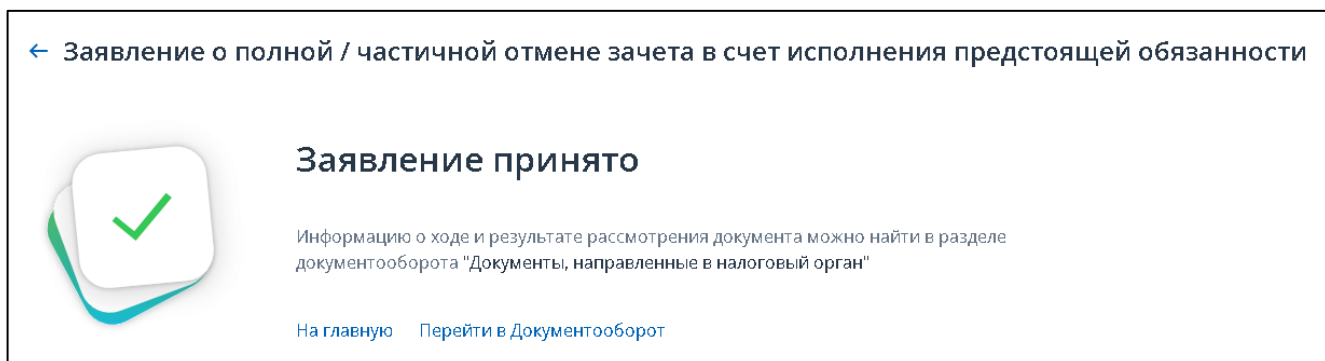 ← Заявление о полной / частичной отмене зачета в счет исполнения предстоящей обязанности
Заявление принято
Информацию о ходе и результате рассмотрения документа можно найти в разделе
документооборота "Документы, направленные в налоговый орган"
На главную Перейти в Документооборот